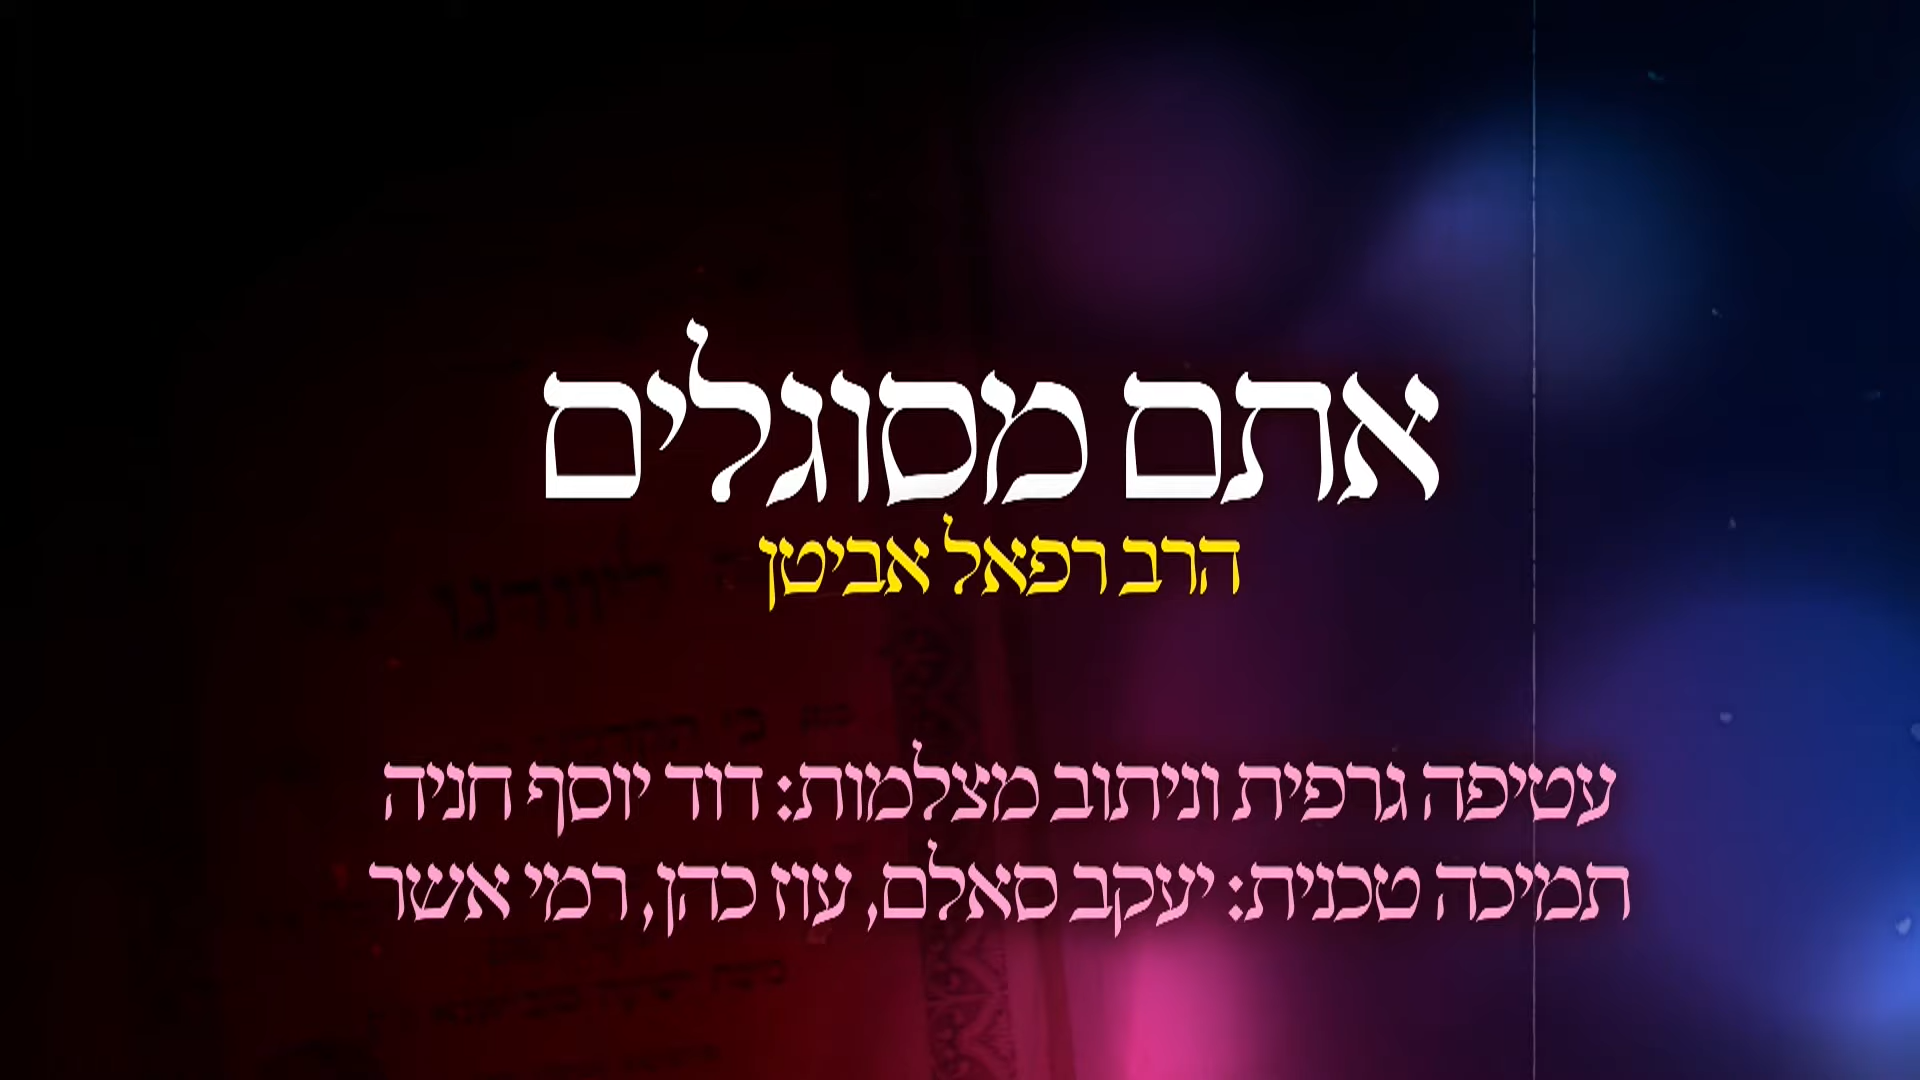 אתם מסוגלים
הרב רפאל אביטן
עטיפה גרפית וניתוב מצלמות: דוד יוסף חניה
תמיכה טכנית: יעקב סאלם, עוז כהן, רמי אשר